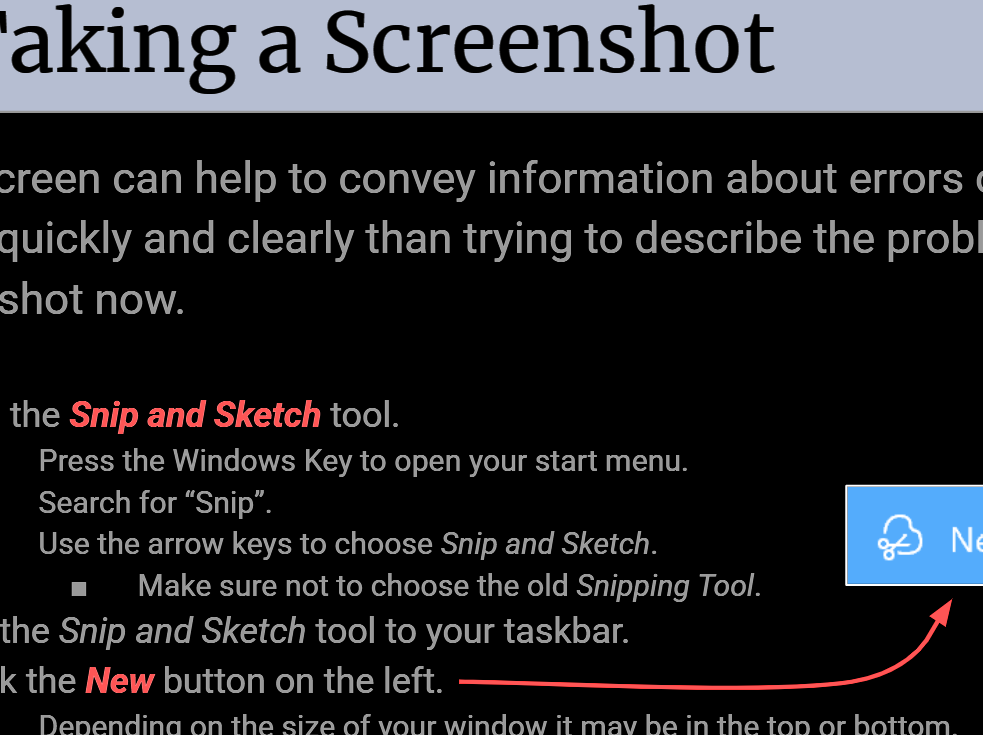 Taking a Screenshot
creen can help to convey information about errors
quickly and clearly than trying to describe the probl
shot now.
the Snip and Sketch tool.
Press the Windows Key to open your start menu.
Search for “Snip”.
Use the arrow keys to choose Snip and Sketch.
■ Make sure not to choose the old Snipping Tool.
Ne
the Snip and Sketch tool to your taskbar.
k the New button on the left.
Depending on the size of your window it may be in the top or bottom.